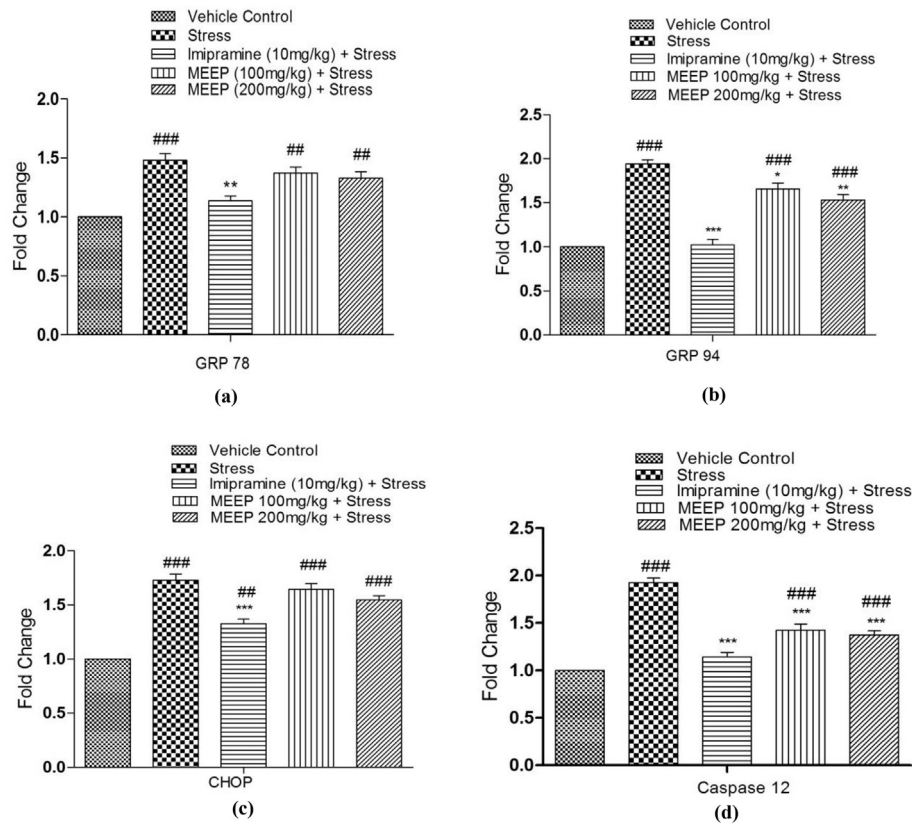 Vehicle Control
Stress
Imipramine (10mg/kg) + Stress
MEEP (100mg/kg) + Stress
MEEP (200mg/kg) + Stress
2.0
1.5
1.0
0.5
0.0
Fold Change
###
**
##
##
GRP 78
(a)
Vehicle Control
Stress
Imipramine (10mg/kg) + Stress
MEEP 100mg/kg + Stress
MEEP 200mg/kg + Stress
2.5
2.0
1.5
1.0
0.5
0.0
Fold Change
###
***
###
*
###
**
GRP 94
(b)
Vehicle Control
Stress
Imipramine (10mg/kg) + Stress
MEEP 100mg/kg + Stress
MEEP 200mg/kg + Stress
2.0
1.5
1.0
0.5
0.0
Fold Change
###
##
***
###
###
CHOP
(c)
Vehicle Control
Stress
Imipramine (10mg/kg) + Stress
MEEP 100mg/kg + Stress
MEEP 200mg/kg + Stress
2.5
2.0
1.5
1.0
0.5
0.0
Fold Change
###
***
###
***
###
***
Caspase 12
(d)